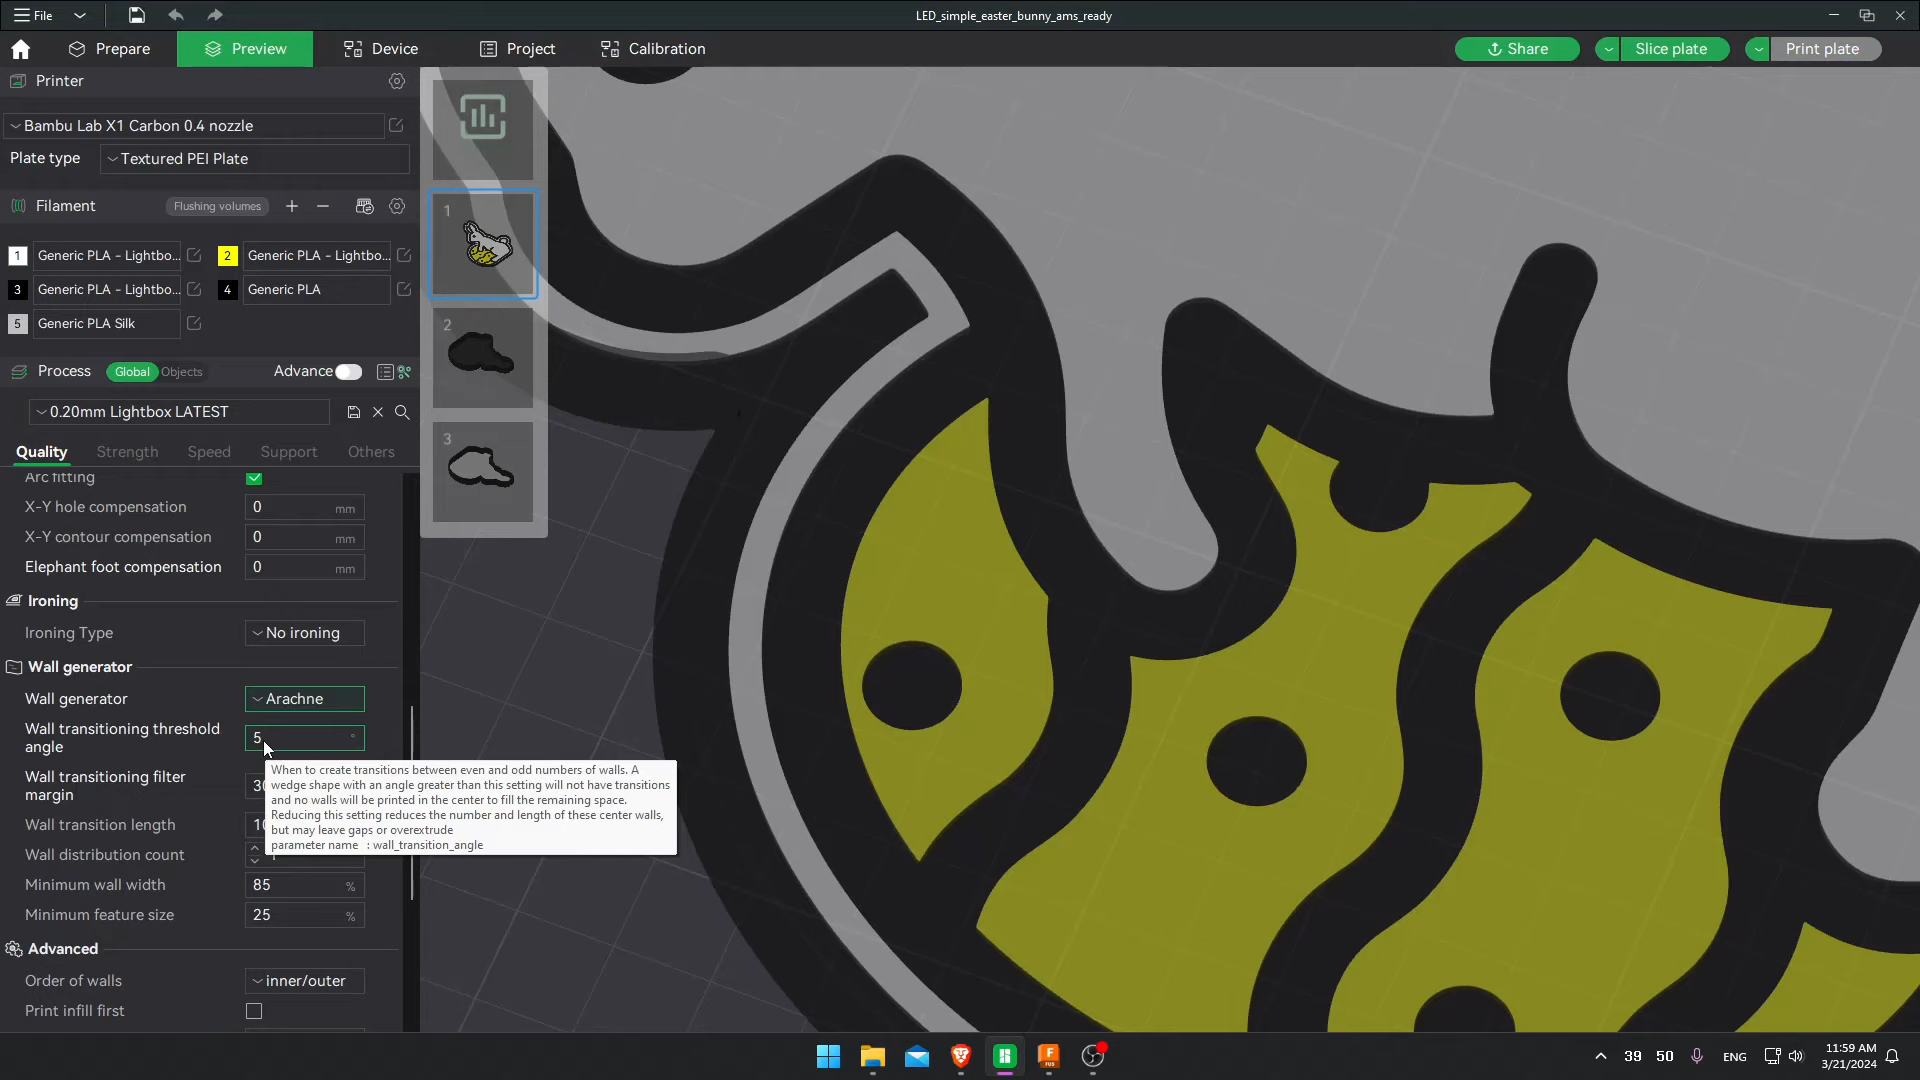 File
LED_simple_easter_bunny_ams_ready
Prepare
Preview
Device
Project
Calibration
Share
Slice plate
Print plate
Printer
Bambu Lab X1 Carbon 0.4 nozzle
Plate type
Textured PEI Plate
Filament
Flushing volumes
1 Generic PLA - Lightbo...
2 Generic PLA - Lightbo...
3 Generic PLA - Lightbo...
4 Generic PLA
5 Generic PLA Silk
Process
Global
Objects
Advance
0.20mm Lightbox LATEST
Quality
Strength
Speed
Support
Others
Arc fitting
X-Y hole compensation 0 mm
X-Y contour compensation 0 mm
Elephant foot compensation 0 mm
Ironing
Ironing Type No ironing
Wall generator
Wall generator Arachne
Wall transitioning threshold
angle
5 °
Wall transitioning filter
margin
Wall transition length
Wall distribution count
Minimum wall width 85 %
Minimum feature size 25 %
Advanced
Order of walls inner/outer
Print infill first
When to create transitions between even and odd numbers of walls. A
wedge shape with an angle greater than this setting will not have transitions
and no walls will be printed in the center to fill the remaining space.
Reducing this setting reduces the number and length of these center walls,
but may leave gaps or overextrude
parameter name : wall_transition_angle
1
2
3
39
50
ENG
11:59 AM
3/21/2024